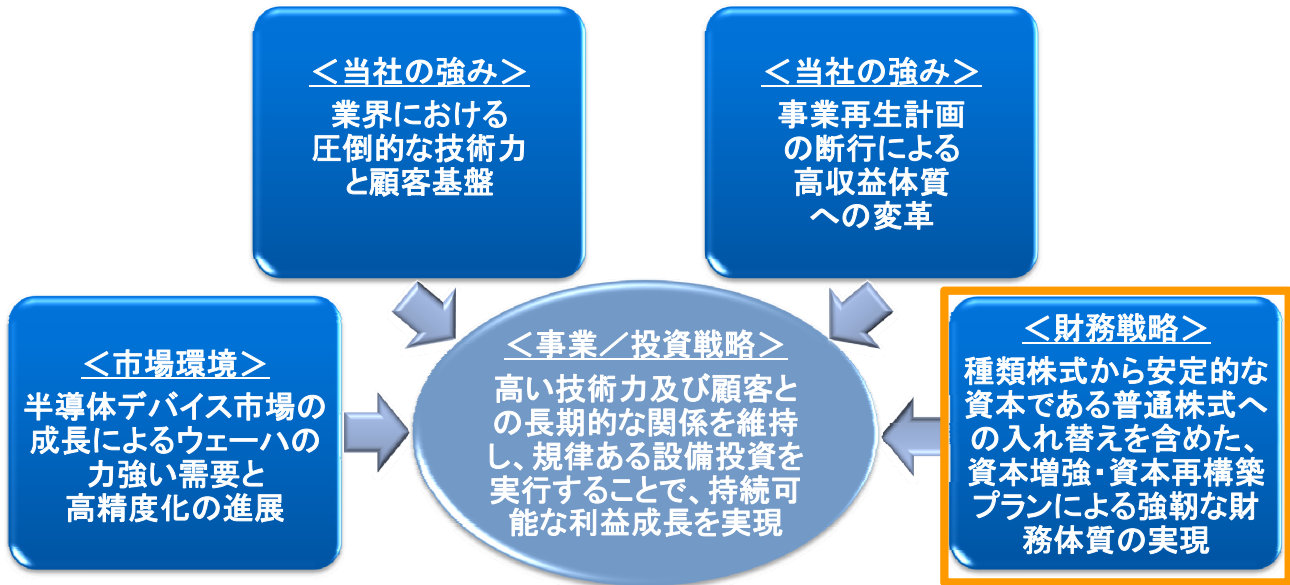 ＜当社の強み＞
業界における
圧倒的な技術力
と顧客基盤
＜当社の強み＞
事業再生計画
の断行による
高収益体質
への変革
＜市場環境＞
半導体デバイス市場の
成長によるウェーハの
力強い需要と
高精度化の進展
＜事業／投資戦略＞
高い技術力及び顧客と
の長期的な関係を維持
し、規律ある設備投資を
実行することで、持続可
能な利益成長を実現
＜財務戦略＞
種類株式から安定的な
資本である普通株式へ
の入れ替えを含めた、
資本増強・資本再構築
プランによる強靭な財
務体質の実現